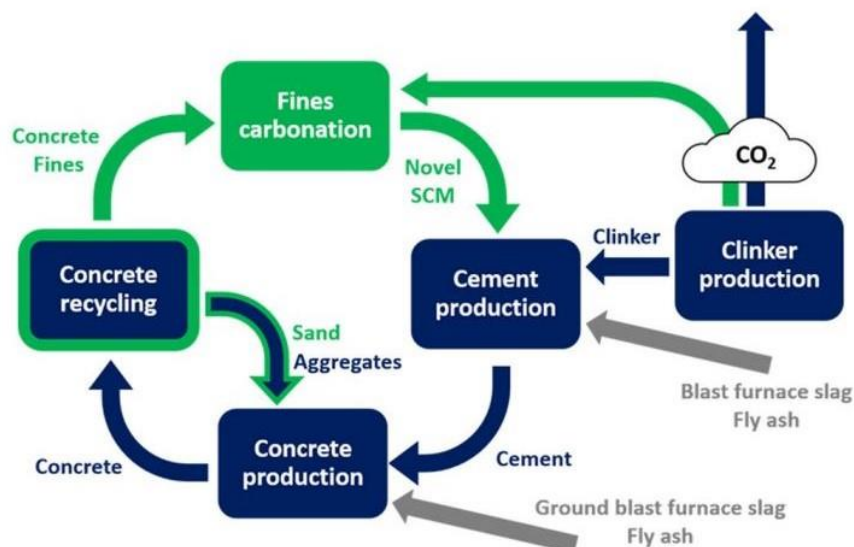 Fines
carbonation
Concrete
Fines
Novel
SCM
CO₂
Clinker
Clinker
production
Cement
production
Concrete
recycling
Sand
Aggregates
Blast furnace slag
Fly ash
Concrete
Concrete
production
Cement
Ground blast furnace slag
Fly ash